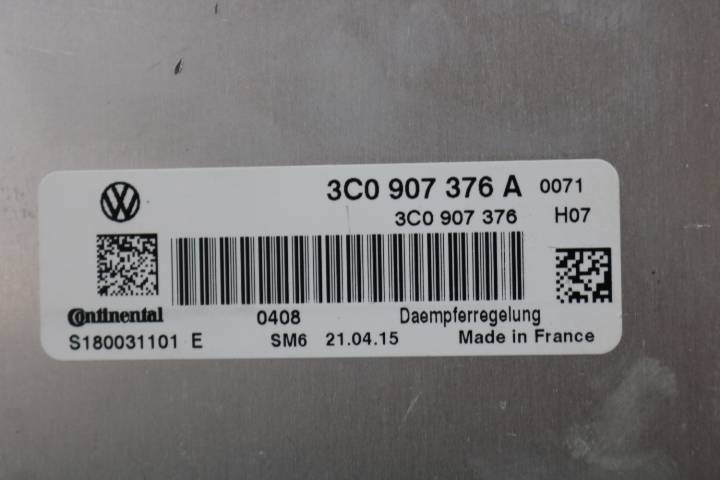 3C0 907 376 A 0071
3C0 907 376 H07
Continental 0408 Daempferregelung
S180031101 E SM6 21.04.15 Made in France